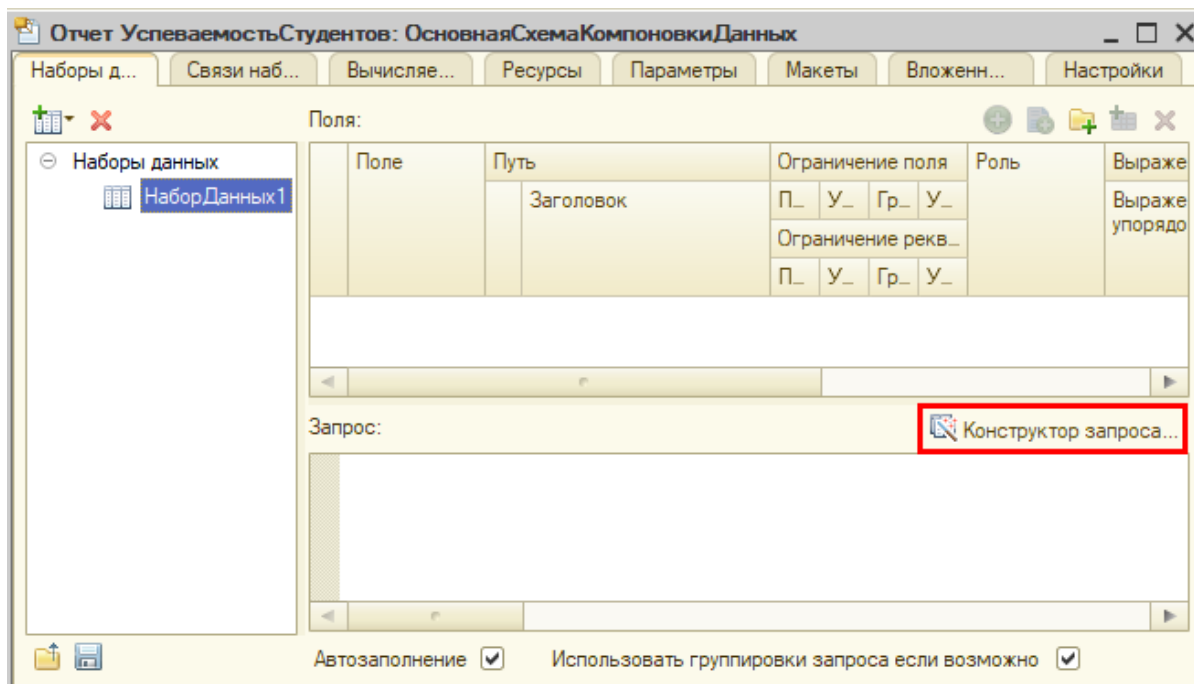 Отчет УспеваемостьСтудентов: ОсновнаяСхемаКомпоновкиДанных
Наборы д... Связи наб... Вычисляе... Ресурсы Параметры Макеты Вложенн... Настройки
Поля:
Наборы данных
НаборДанных1
Поле Путь Ограничение поля Роль Выраже
Заголовок П... У... Гр... У... Выраже
упорядо
Ограничение рекв...
П... У... Гр... У...
Запрос:
Конструктор запроса...
Автозаполнение Использовать группировки запроса если возможно